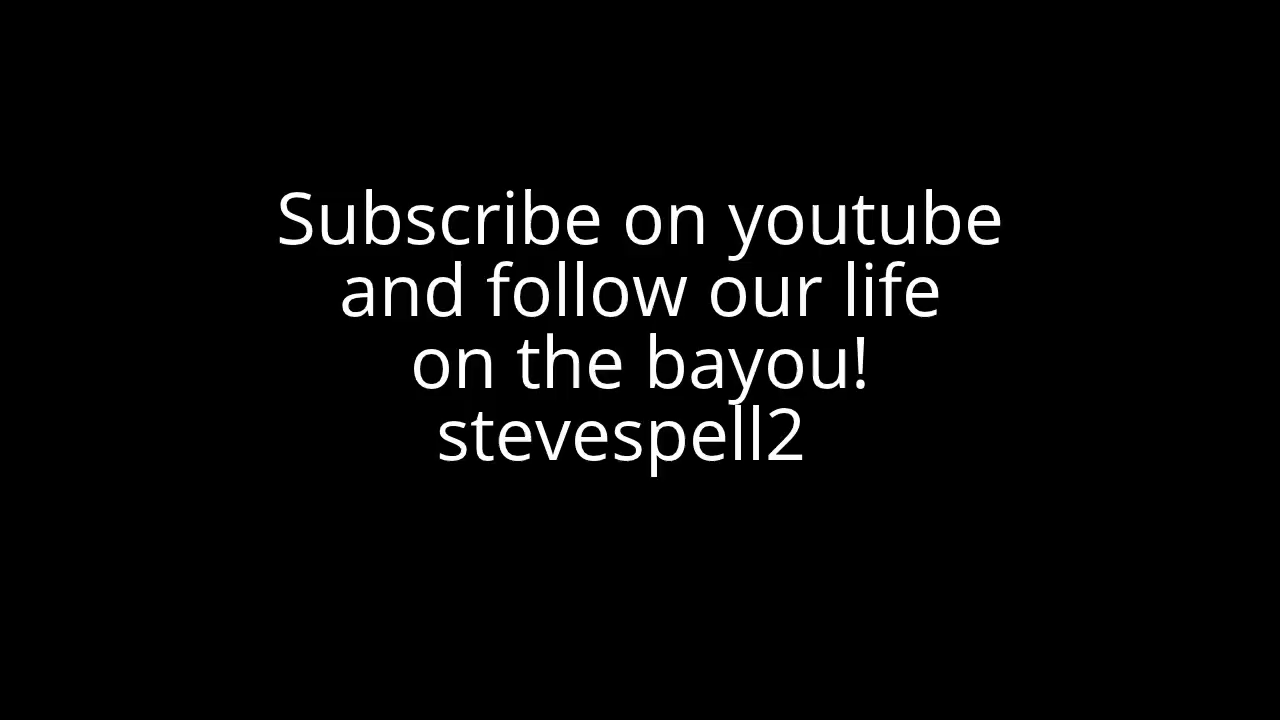 Subscribe on youtube
and follow our life
on the bayou!
stevespell2